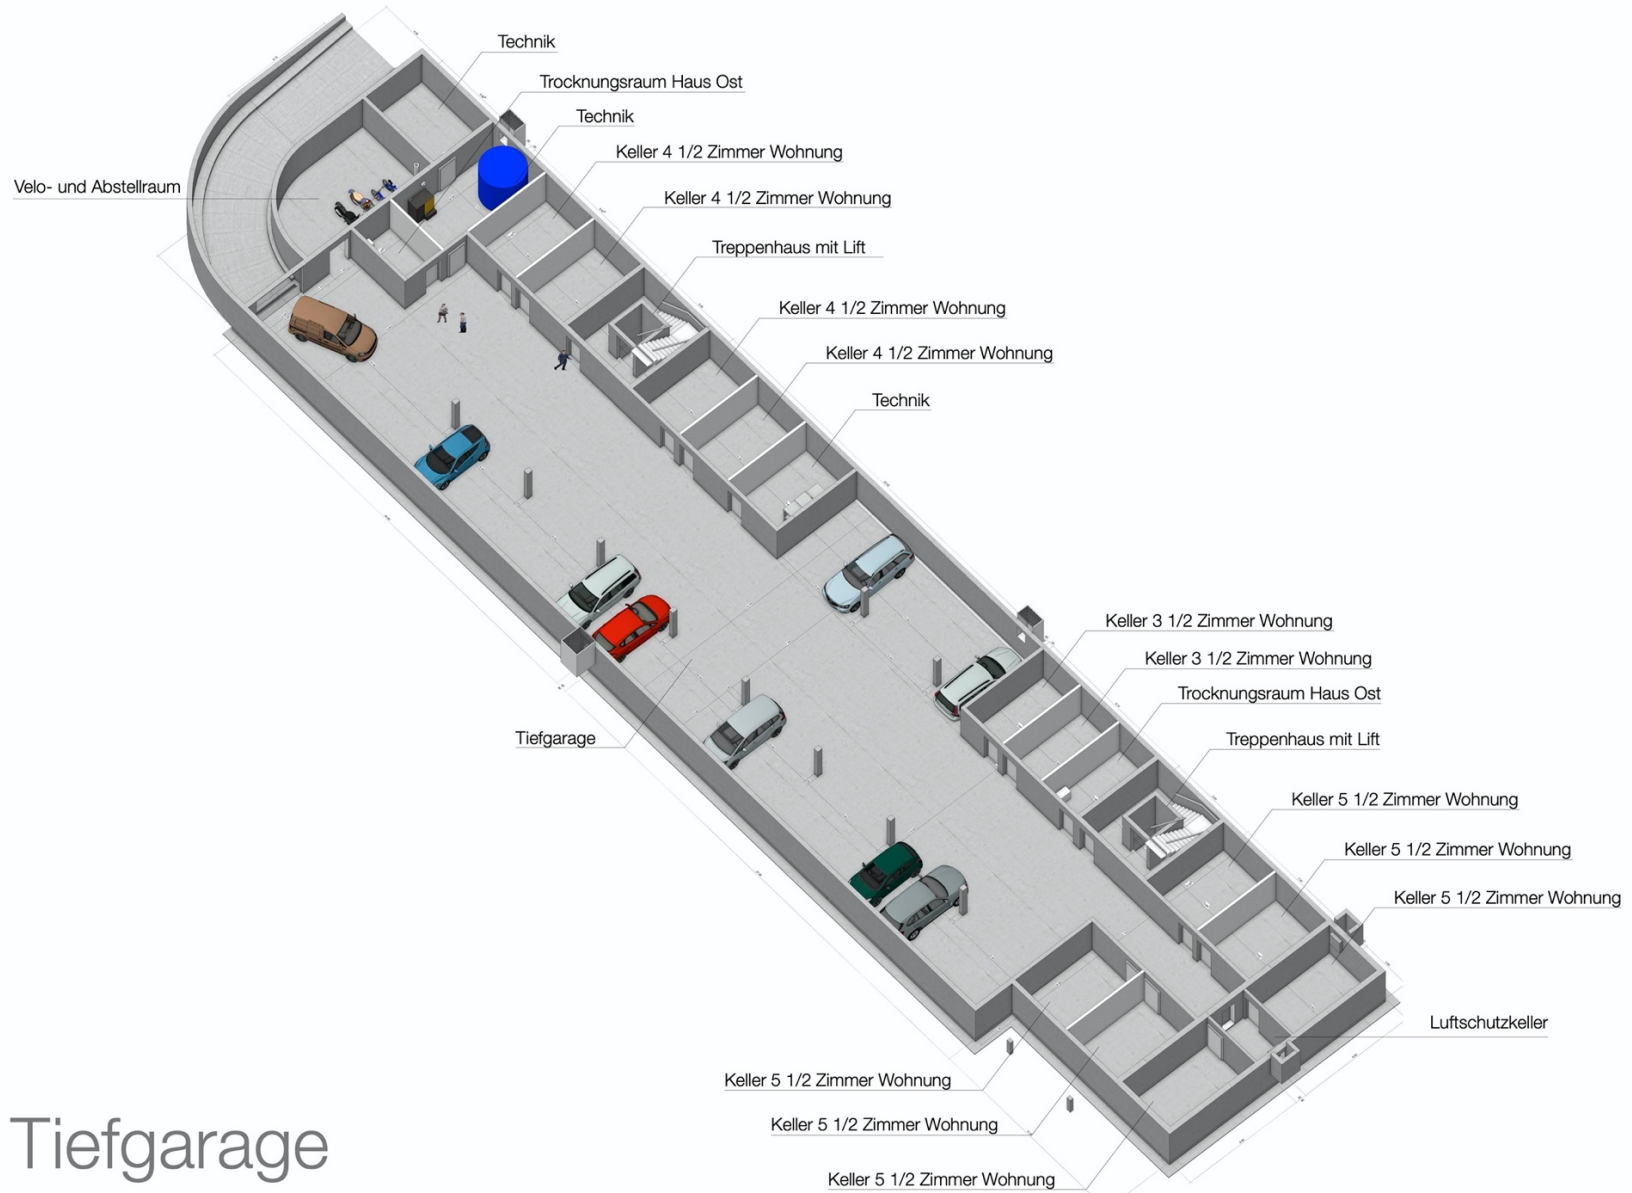 Technik
Trocknungsraum Haus Ost
Technik
Keller 4 1/2 Zimmer Wohnung
Velo- und Abstellraum
Keller 4 1/2 Zimmer Wohnung
Treppenhaus mit Lift
Keller 4 1/2 Zimmer Wohnung
Keller 4 1/2 Zimmer Wohnung
Technik
Keller 3 1/2 Zimmer Wohnung
Keller 3 1/2 Zimmer Wohnung
Trocknungsraum Haus Ost
Tiefgarage
Treppenhaus mit Lift
Keller 5 1/2 Zimmer Wohnung
Keller 5 1/2 Zimmer Wohnung
Keller 5 1/2 Zimmer Wohnung
Luftschutzkeller
Keller 5 1/2 Zimmer Wohnung
Keller 5 1/2 Zimmer Wohnung
Keller 5 1/2 Zimmer Wohnung
Tiefgarage